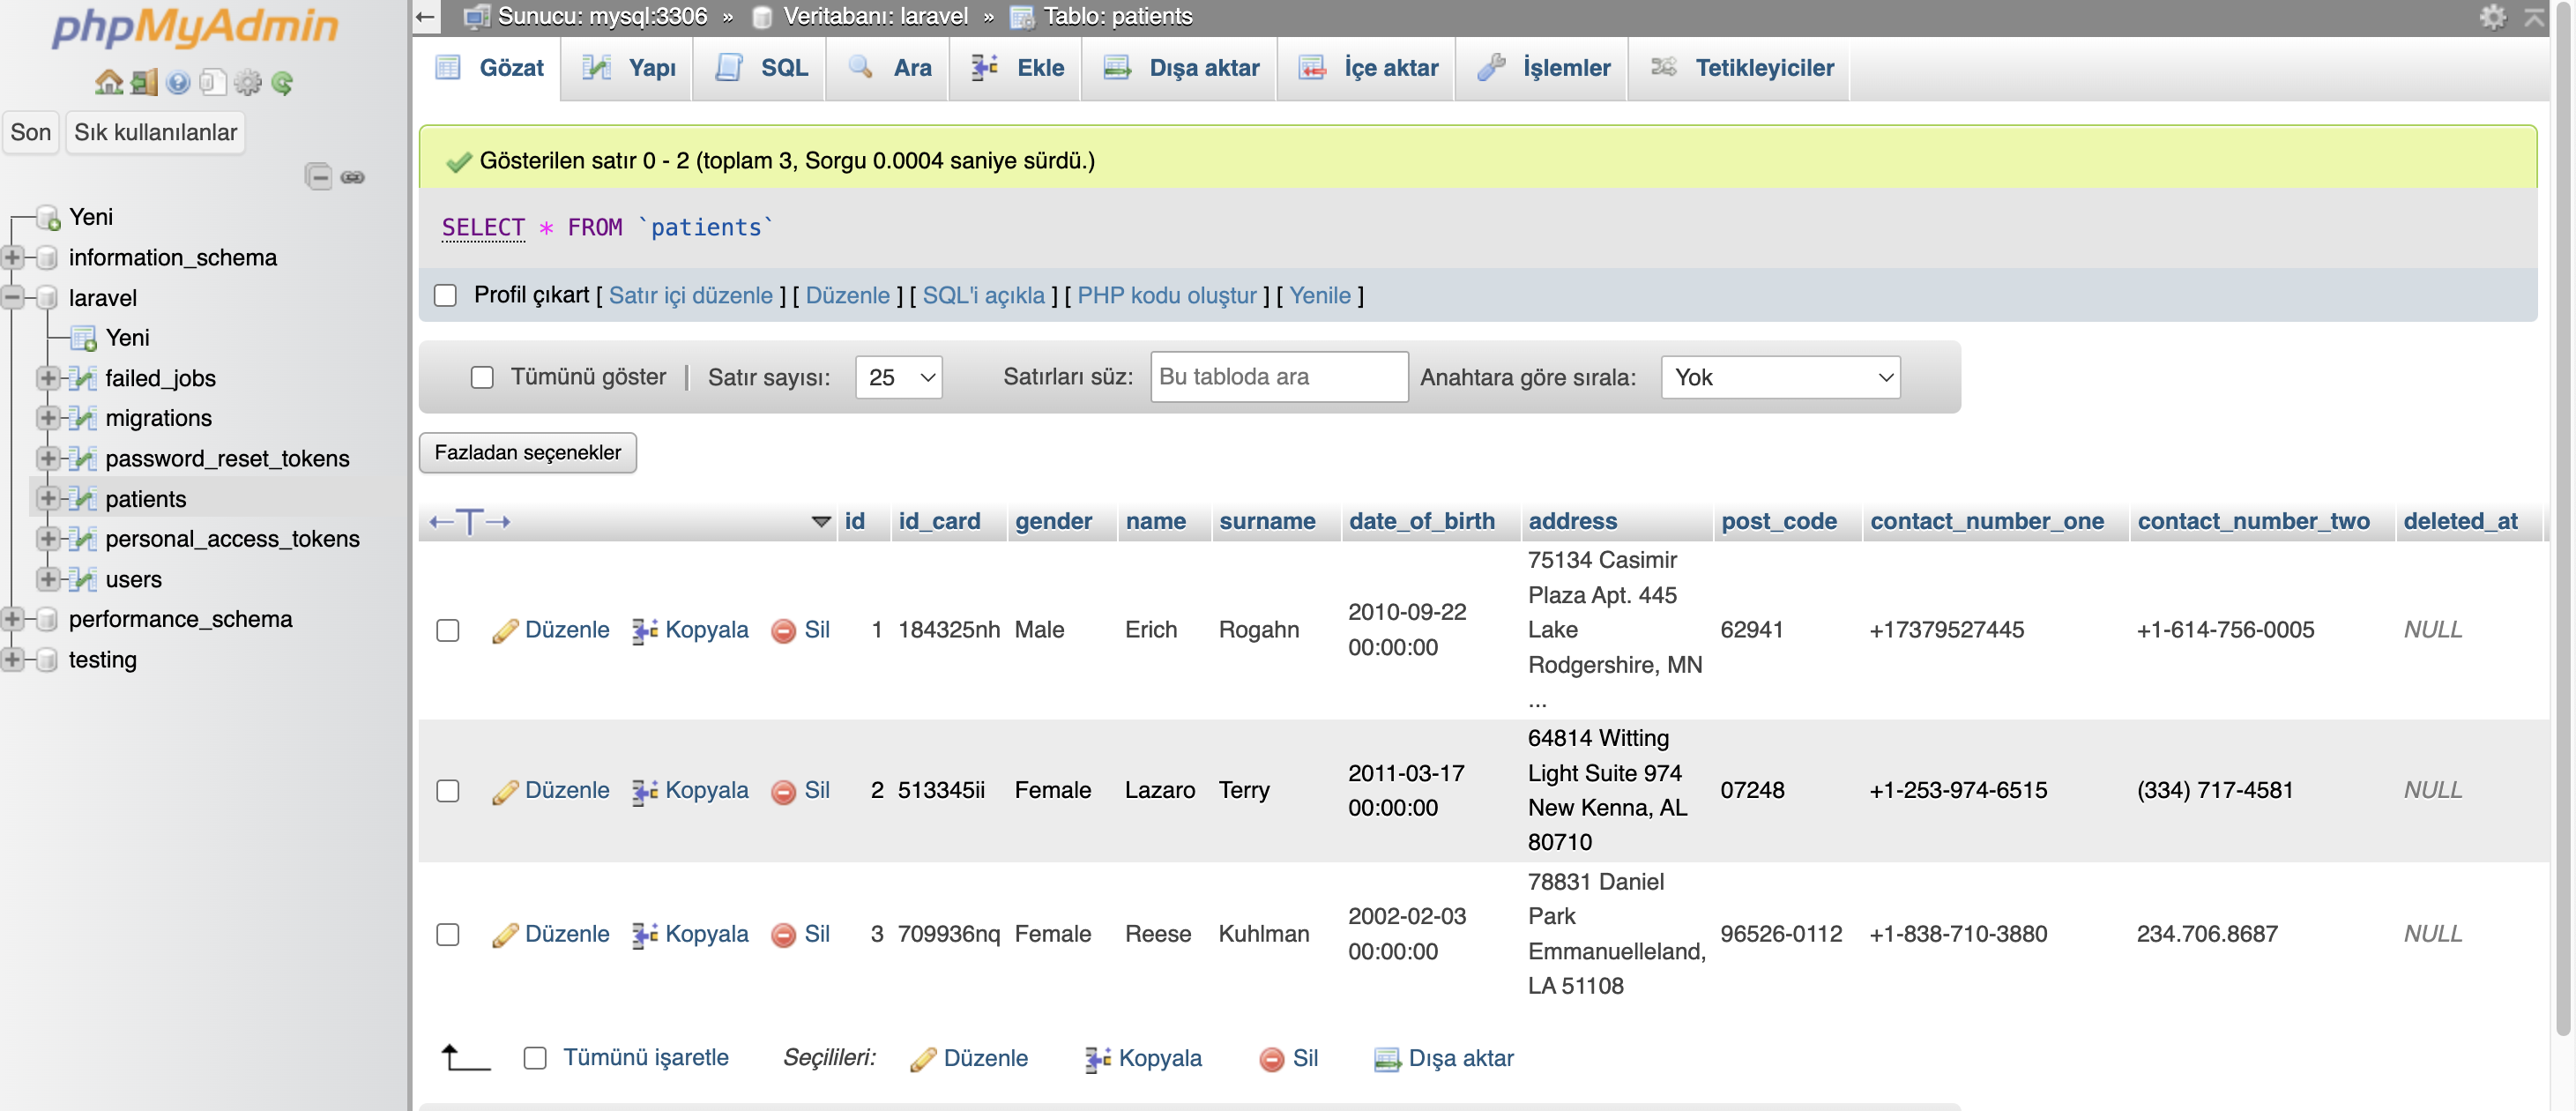 phpMyAdmin
Son Sık kullanılanlar
Yeni
information_schema
laravel
Yeni
failed_jobs
migrations
password_reset_tokens
patients
personal_access_tokens
users
performance_schema
testing
Sunucu: mysql:3306 » Veritabanı: laravel » Tablo: patients
Gözat Yapı SQL Ara Ekle Dışa aktar İçe aktar İşlemler Tetikleyiciler
Gösterilen satır 0 - 2 (toplam 3, Sorgu 0.0004 saniye sürdü.)
SELECT * FROM `patients`
Profil çıkart [ Satır içi düzenle ] [ Düzenle ] [ SQL'i açıkla ] [ PHP kodu oluştur ] [ Yenile ]
Tümünü göster | Satır sayısı: 25 Satırları süz: Bu tabloda ara Anahtara göre sırala: Yok
Fazladan seçenekler
←T→ id id_card gender name surname date_of_birth address post_code contact_number_one contact_number_two deleted_at
75134 Casimir
Plaza Apt. 445
Düzenle Kopyala Sil 1 184325nh Male Erich Rogahn 2010-09-22 00:00:00 Lake 62941 +17379527445 +1-614-756-0005 NULL
Rodgershire, MN
...
64814 Witting
Düzenle Kopyala Sil 2 513345ii Female Lazaro Terry 2011-03-17 00:00:00 Light Suite 974 07248 +1-253-974-6515 (334) 717-4581 NULL
New Kenna, AL
80710
78831 Daniel
Düzenle Kopyala Sil 3 709936nq Female Reese Kuhlman 2002-02-03 00:00:00 Park 96526-0112 +1-838-710-3880 234.706.8687 NULL
Emmanuelleland,
LA 51108
Tümünü işaretle Seçilileri: Düzenle Kopyala Sil Dışa aktar